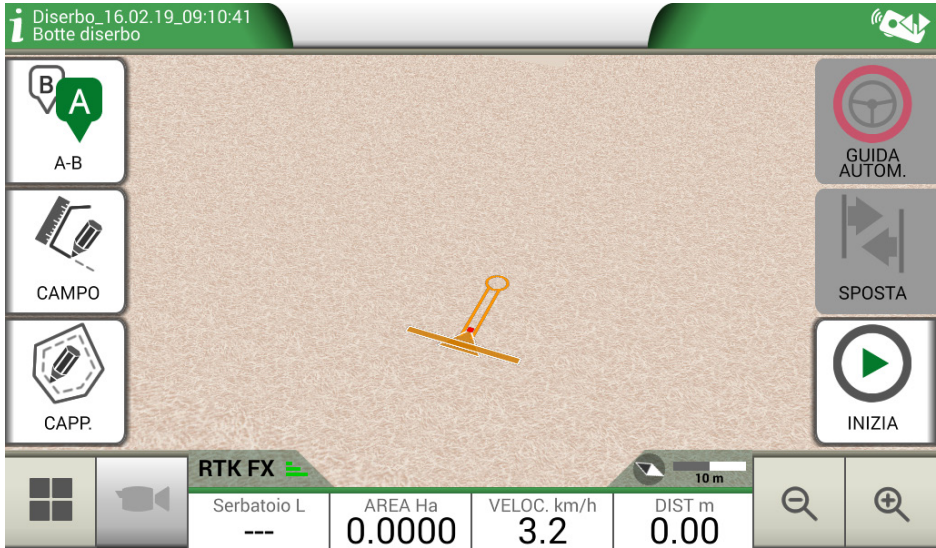 Diserbo_16.02.19_09:10:41
Botte diserbo
B
A
A-B
CAMPO
CAPP.
GUIDA
AUTOM.
SPOSTA
INIZIA
RTK FX
10 m
Serbatoio L
---
AREA Ha
0.0000
VELOC. km/h
3.2
DIST m
0.00